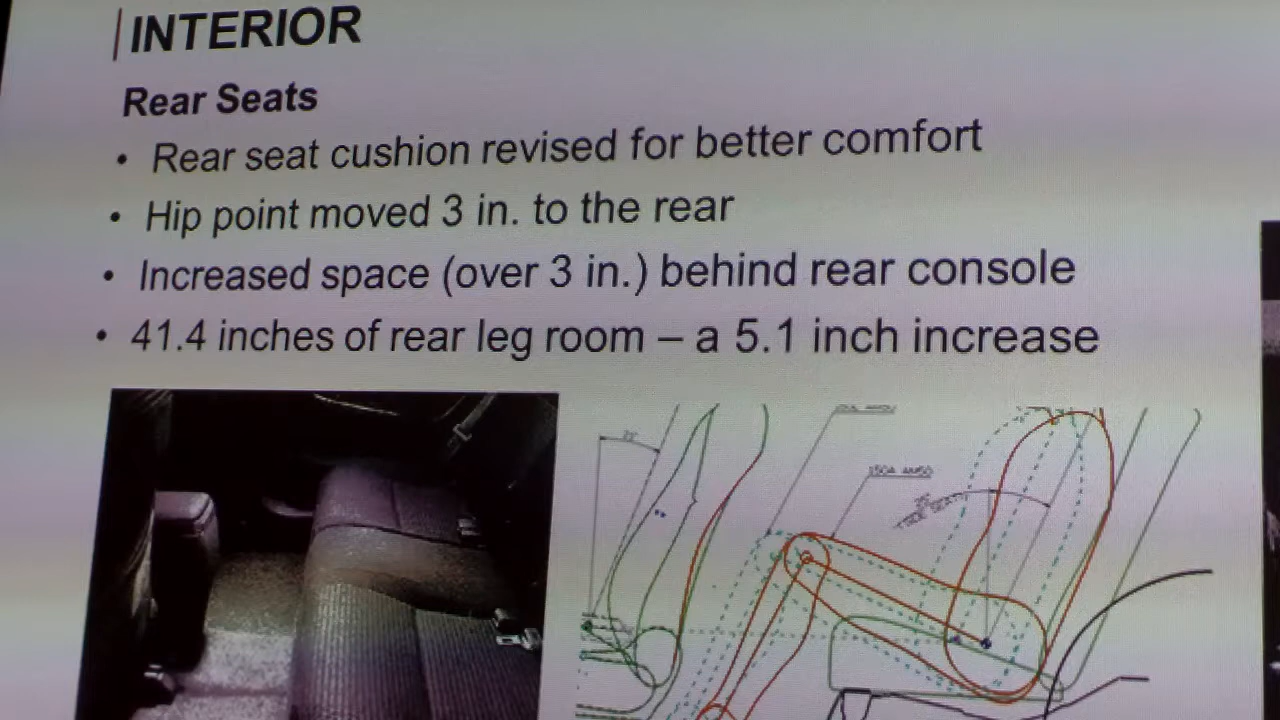 INTERIOR
Rear Seats
• Rear seat cushion revised for better comfort
• Hip point moved 3 in. to the rear
• Increased space (over 3 in.) behind rear console
• 41.4 inches of rear leg room – a 5.1 inch increase